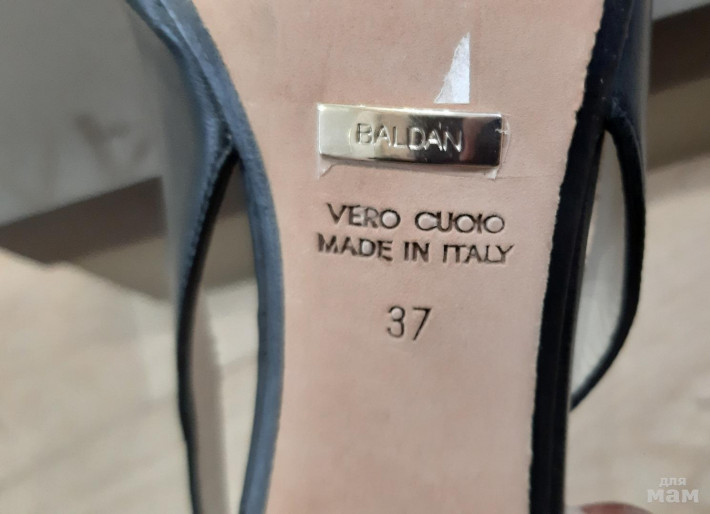 BALDAN
VERO CUOIO
MADE IN ITALY
37
для
мам